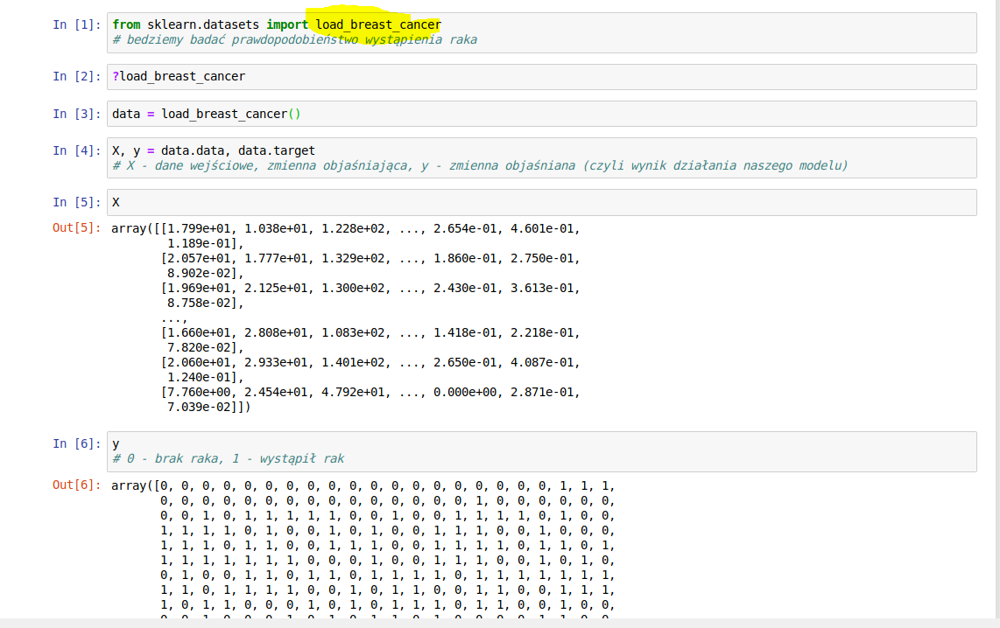 In [1]: from sklearn.datasets import load_breast_cancer
# bedziemy badać prawdopodobieństwo wystąpienia raka
In [2]: ?load_breast_cancer
In [3]: data = load_breast_cancer()
In [4]: X, y = data.data, data.target
# X - dane wejściowe, zmienna objaśniająca, y - zmienna objaśniana (czyli wynik działania naszego modelu)
In [5]: X
Out[5]: array([[1.799e+01, 1.038e+01, 1.228e+02, ..., 2.654e-01, 4.601e-01,
1.189e-01],
[2.057e+01, 1.777e+01, 1.329e+02, ..., 1.860e-01, 2.750e-01,
8.902e-02],
[1.969e+01, 2.125e+01, 1.300e+02, ..., 2.430e-01, 3.613e-01,
8.758e-02],
...,
[1.660e+01, 2.808e+01, 1.083e+02, ..., 1.418e-01, 2.218e-01,
7.820e-02],
[2.060e+01, 2.933e+01, 1.401e+02, ..., 2.650e-01, 4.087e-01,
1.240e-01],
[7.760e+00, 2.454e+01, 4.792e+01, ..., 0.000e+00, 2.871e-01,
7.039e-02]])
In [6]: y
# 0 - brak raka, 1 - wystąpił rak
Out[6]: array([0, 0, 0, 0, 0, 0, 0, 0, 0, 0, 0, 0, 0, 0, 0, 0, 0, 0, 0, 1, 1, 1,
0, 0, 0, 0, 0, 0, 0, 0, 0, 0, 0, 0, 0, 0, 0, 1, 0, 0, 0, 0, 0, 0,
0, 0, 1, 0, 1, 1, 1, 1, 1, 0, 0, 1, 0, 0, 1, 1, 1, 1, 0, 1, 0, 0,
1, 1, 1, 1, 0, 1, 0, 0, 1, 0, 1, 0, 0, 1, 1, 1, 0, 0, 1, 0, 0, 0,
1, 1, 1, 0, 1, 1, 0, 0, 1, 1, 1, 0, 0, 1, 1, 1, 1, 0, 1, 1, 0, 1,
1, 1, 1, 1, 1, 1, 1, 0, 0, 0, 1, 0, 0, 1, 1, 1, 0, 0, 1, 0, 1, 0,
0, 1, 0, 0, 1, 1, 0, 1, 1, 0, 1, 1, 1, 1, 0, 1, 1, 1, 1, 1, 1, 1,
1, 1, 0, 1, 1, 1, 1, 0, 0, 1, 0, 1, 1, 0, 0, 1, 1, 0, 0, 1, 1, 1,
1, 0, 1, 1, 0, 0, 0, 1, 0, 1, 0, 1, 1, 1, 0, 1, 1, 0, 0, 1, 0, 0,